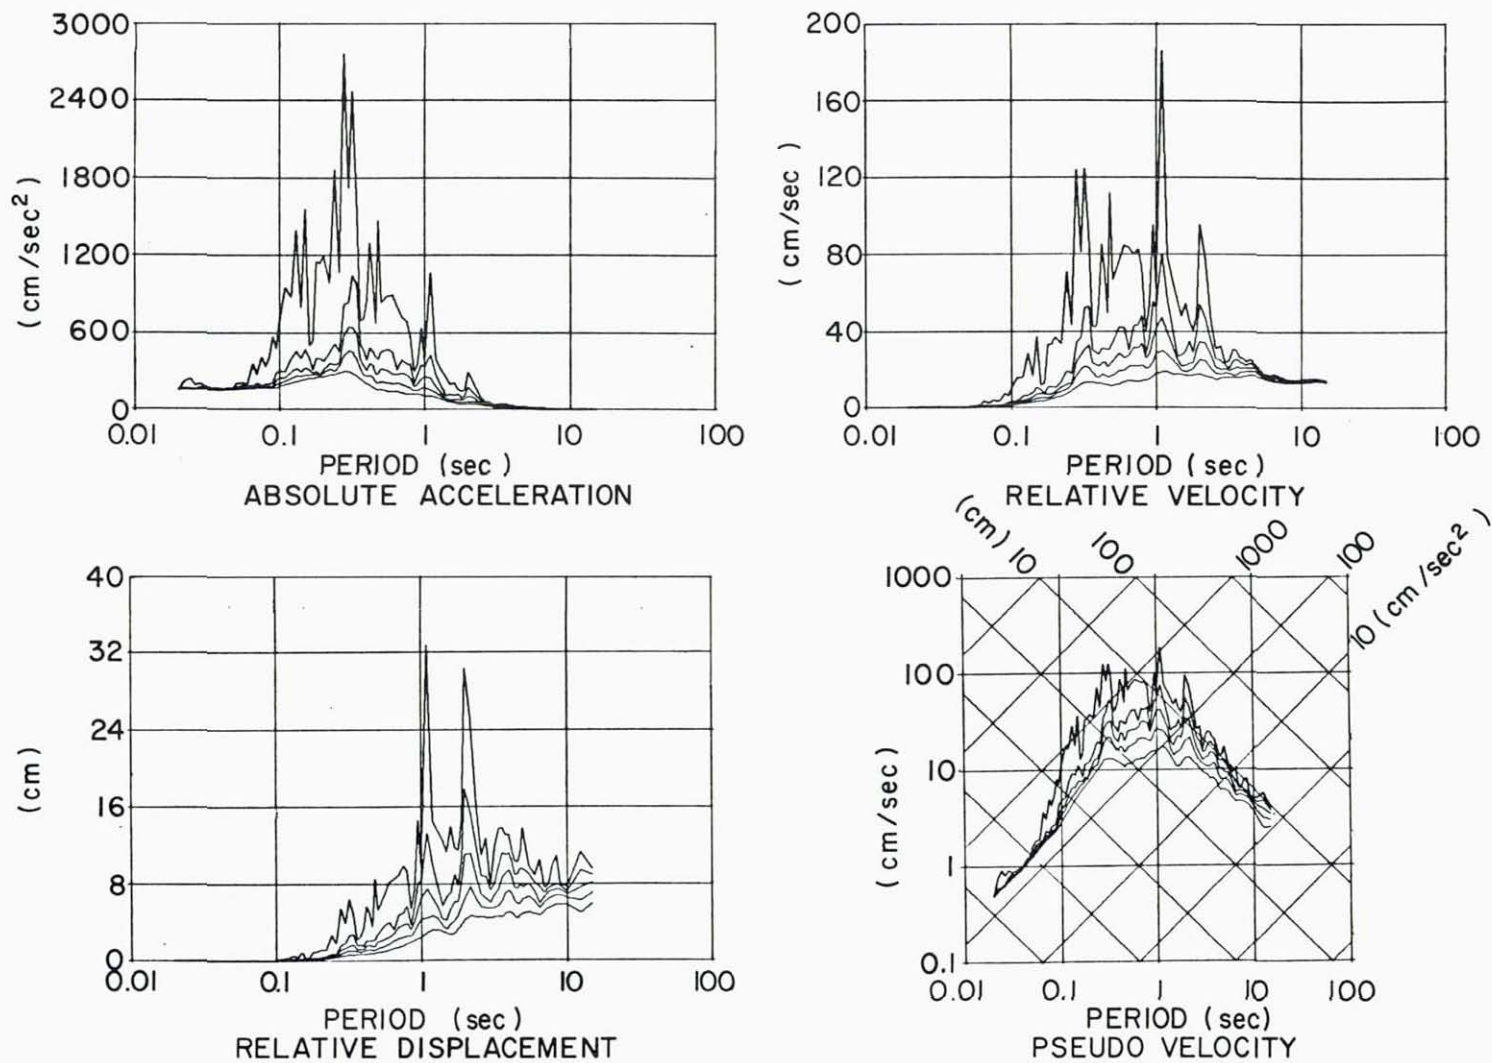 3000
2400
1800
1200
600
0
(cm/sec²)
0.01 0.1 1 10 100
PERIOD (sec)
ABSOLUTE ACCELERATION
200
160
120
80
40
0
(cm/sec)
0.01 0.1 1 10 100
PERIOD (sec)
RELATIVE VELOCITY
40
32
24
16
8
0
(cm)
0.01 0.1 1 10 100
PERIOD (sec)
RELATIVE DISPLACEMENT
(cm) 10 100 1000 100
10 (cm/sec²)
1000
100
10
1
0.1
(cm/sec)
0.01 0.1 1 10 100
PERIOD (sec)
PSEUDO VELOCITY